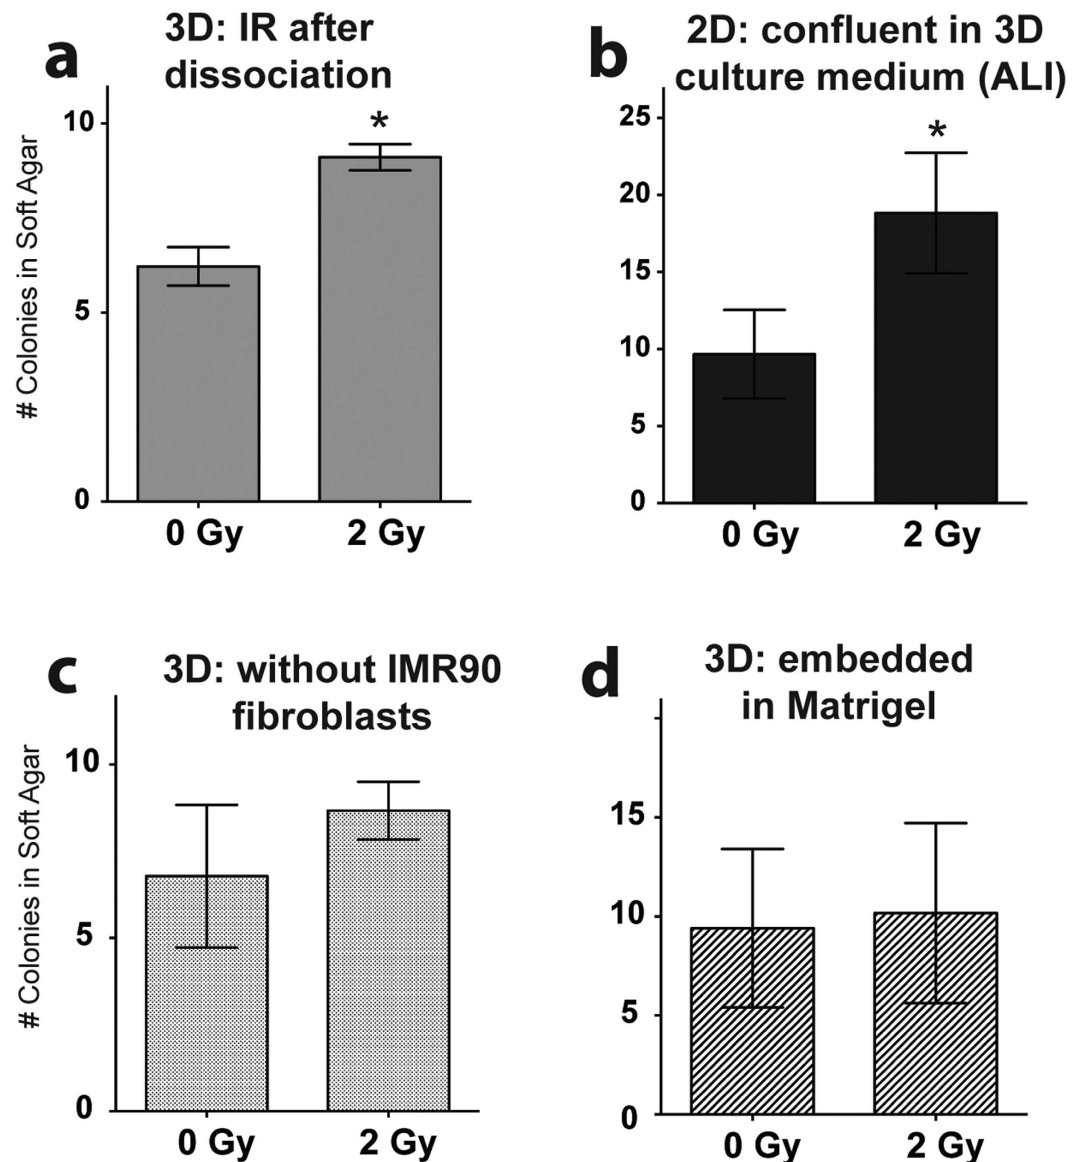 a
3D: IR after
dissociation
# Colonies in Soft Agar
10
5
0
*
0 Gy
2 Gy
b
2D: confluent in 3D
culture medium (ALI)
25
20
15
10
5
0
*
0 Gy
2 Gy
c
3D: without IMR90
fibroblasts
# Colonies in Soft Agar
10
5
0
0 Gy
2 Gy
d
3D: embedded
in Matrigel
15
10
5
0
0 Gy
2 Gy